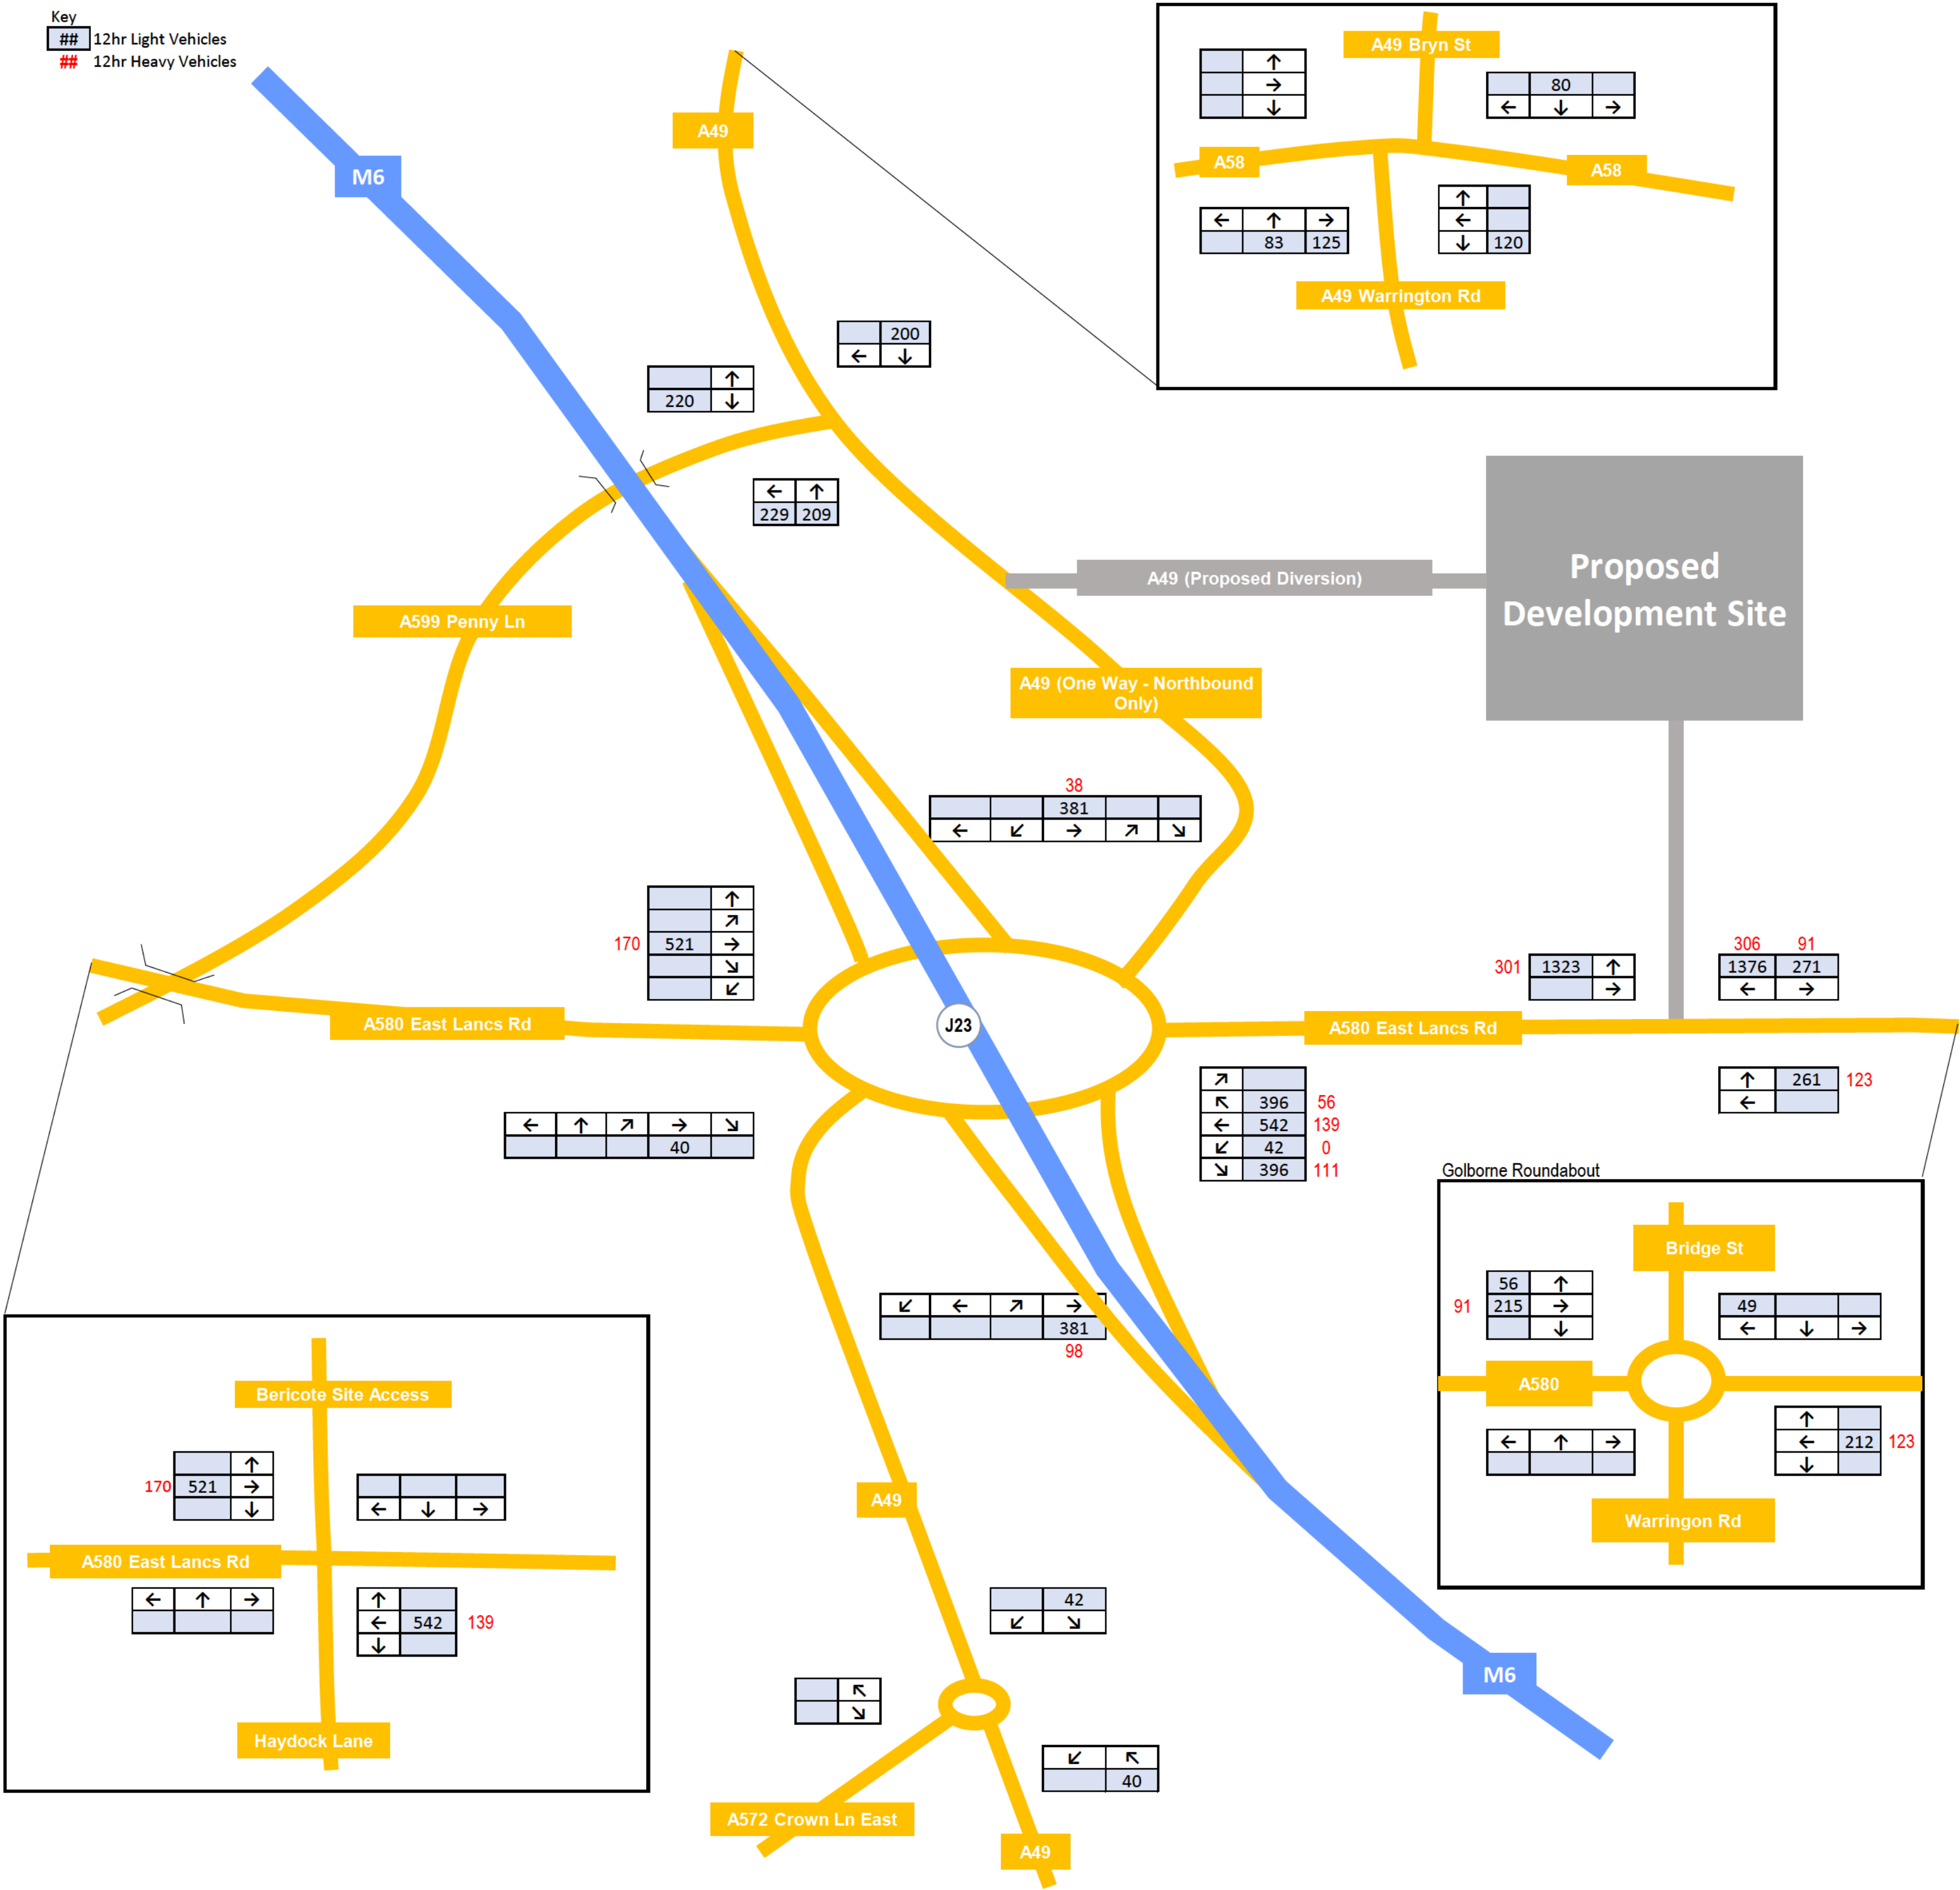 Key
## 12hr Light Vehicles
## 12hr Heavy Vehicles
A49 Bryn St
↑
→
↓
80
← ↓ →
A49
M6
A58
A58
← ↑ →
83 125
↑
←
↓ 120
A49 Warrington Rd
200
← ↓
↑
220 ↓
← ↑
229 209
Proposed
Development Site
A49 (Proposed Diversion)
A599 Penny Ln
A49 (One Way - Northbound
Only)
38
381
← ↙ → ↗ ↘
↑
↗
170 521 →
↘
↙
301 1323 ↑
→
306 91
1376 271
← →
A580 East Lancs Rd
J23
A580 East Lancs Rd
↗
↖ 396 56
← 542 139
↙ 42 0
↘ 396 111
↑ 261 123
←
← ↑ ↗ → ↘
40
Golborne Roundabout
Bridge St
56 ↑
91 215 →
↓
49
← ↓ →
A580
← ↑ →
↑
← 212 123
↓
Warringon Rd
↙ ← ↗ →
381
98
Bericote Site Access
↑
170 521 →
↓
← ↓ →
A580 East Lancs Rd
← ↑ →
↑
← 542 139
↓
Haydock Lane
A49
42
↙ ↘
M6
↖
↘
↙ ↖
40
A572 Crown Ln East
A49